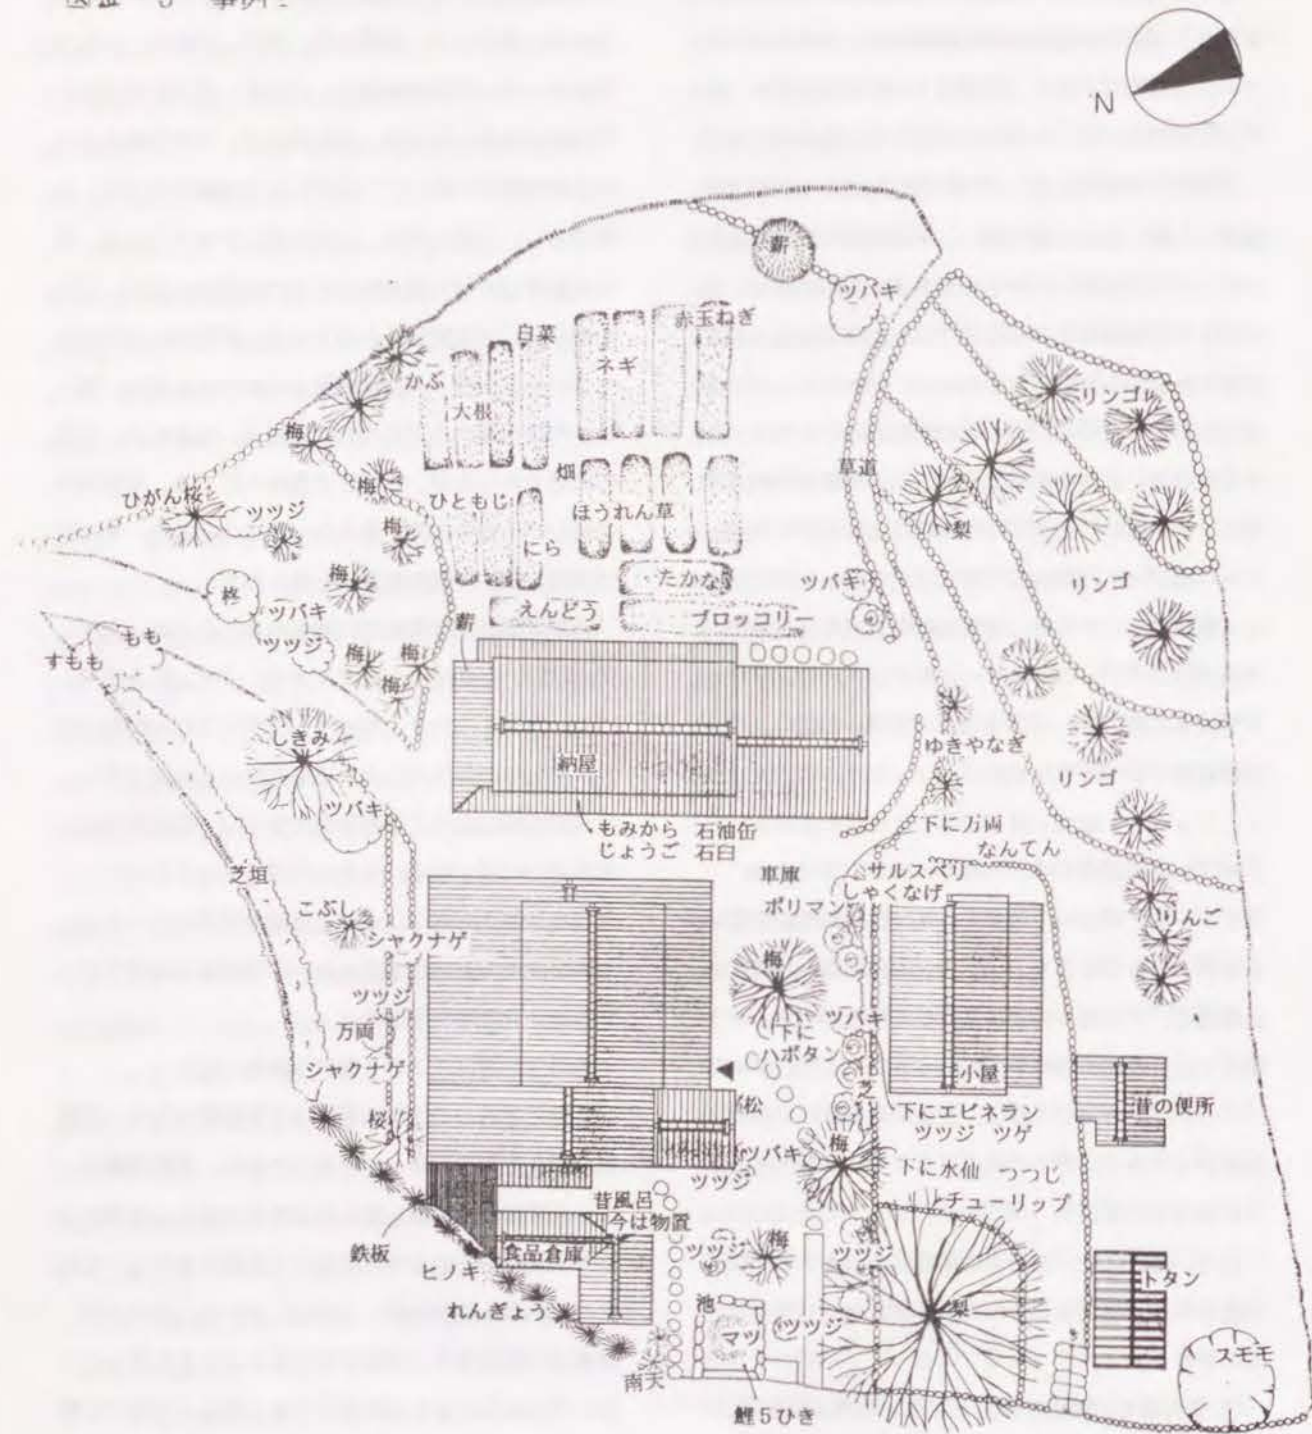 N
薪
ツバキ
白菜
赤玉ねぎ
ネギ
かぶ
大根
リンゴ
梅
畑
草道
梅
ひがん桜
ツツジ
ひともじ
ほうれん草
梅
梨
にら
梅
たかな
ツバキ
リンゴ
柊
ツバキ
えんどう
ブロッコリー
薪
もも
すもも
ツツジ
梅
梅
梅
しきみ
ゆきやなぎ
納屋
リンゴ
ツバキ
もみから 石油缶
じょうご 石臼
下に万両
なんてん
芝垣
車庫
サルスベリ
しゃくなげ
こぶし
ポリマン
りんご
シャクナゲ
梅
ツツジ
ツバキ
万両
下に
ハボタン
シャクナゲ
小屋
松
下にエビネラン
ツツジ ツゲ
昔の便所
桜
梅
ツバキ
ツツジ
下に水仙 つつじ
チューリップ
昔風呂
今は物置
鉄板
食品倉庫
ツツジ
梅
ツツジ
トタン
ヒノキ
れんぎょう
池
マツ
ツツジ
梨
スモモ
南天
鯉5ひき